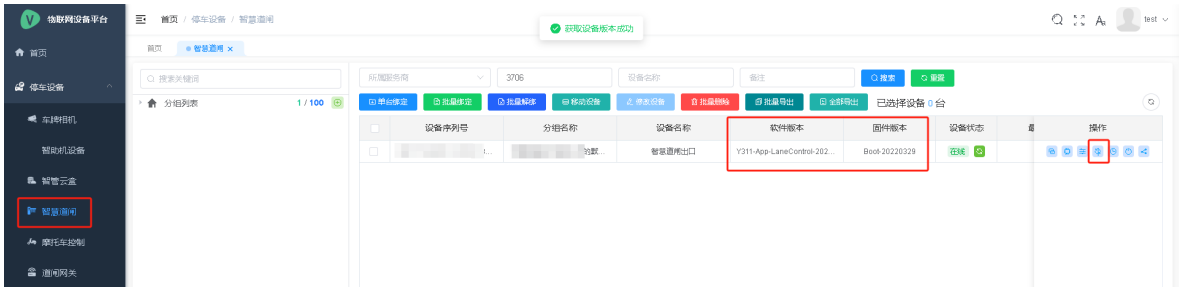 物联网设备平台
首页 / 停车设备 / 智慧道闸
获取设备版本成功
test
首页
首页
智慧道闸 ×
停车设备
搜索关键词
所属服务商
3706
设备名称
备注
搜索
重置
分组列表
1 / 100
单台绑定
批量绑定
批量解绑
移动设备
修改设备
批量删除
批量导出
全部导出
已选择设备 0 台
车牌相机
设备序列号
分组名称
设备名称
软件版本
固件版本
设备状态
操作
智助机设备
智慧道闸出口
Y311-App-LaneControl-202...
Boot-20220329
在线
智管云盒
智慧道闸
摩托车控制
道闸网关